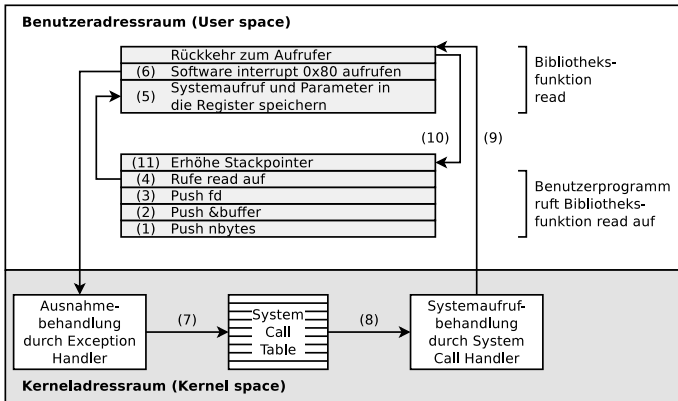 Benutzeradressraum (User space)
Rückkehr zum Aufrufer
(6) Software interrupt 0x80 aufrufen
(5) Systemaufruf und Parameter in
die Register speichern
Bibliotheks-
funktion
read
(10)
(9)
(11) Erhöhe Stackpointer
(4) Rufe read auf
(3) Push fd
(2) Push &buffer
(1) Push nbytes
Benutzerprogramm
ruft Bibliotheks-
funktion read auf
Ausnahme-
behandlung
durch Exception
Handler
(7)
System
Call
Table
(8)
Systemaufruf-
behandlung
durch System
Call Handler
Kerneladressraum (Kernel space)